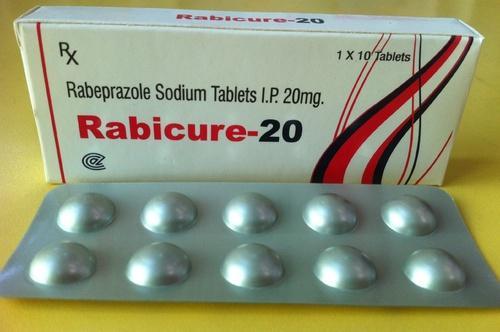 Rabicure-20
Rx
1 X 10 Tablets
Rabeprazole Sodium Tablets I.P. 20mg.
Rabicure-20